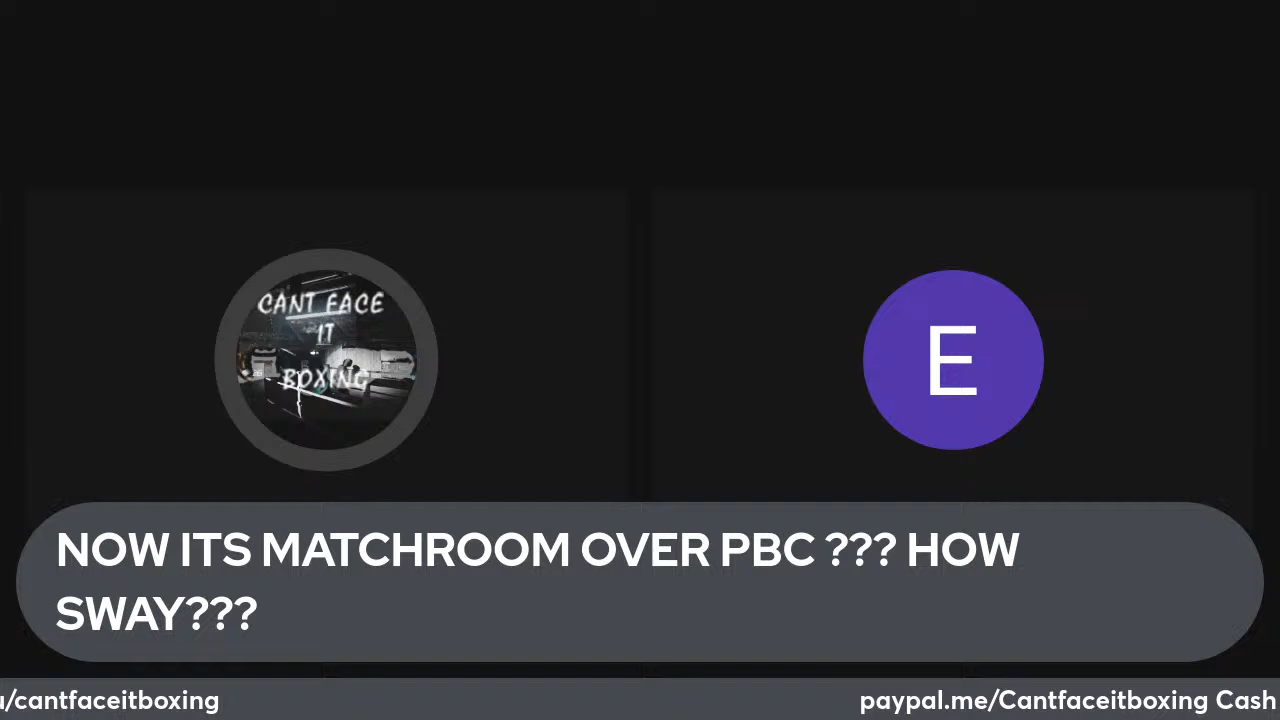 CANT FACE
IT
BOXING
E
NOW ITS MATCHROOM OVER PBC ??? HOW
SWAY???
/cantfaceitboxing
paypal.me/Cantfaceitboxing Cash